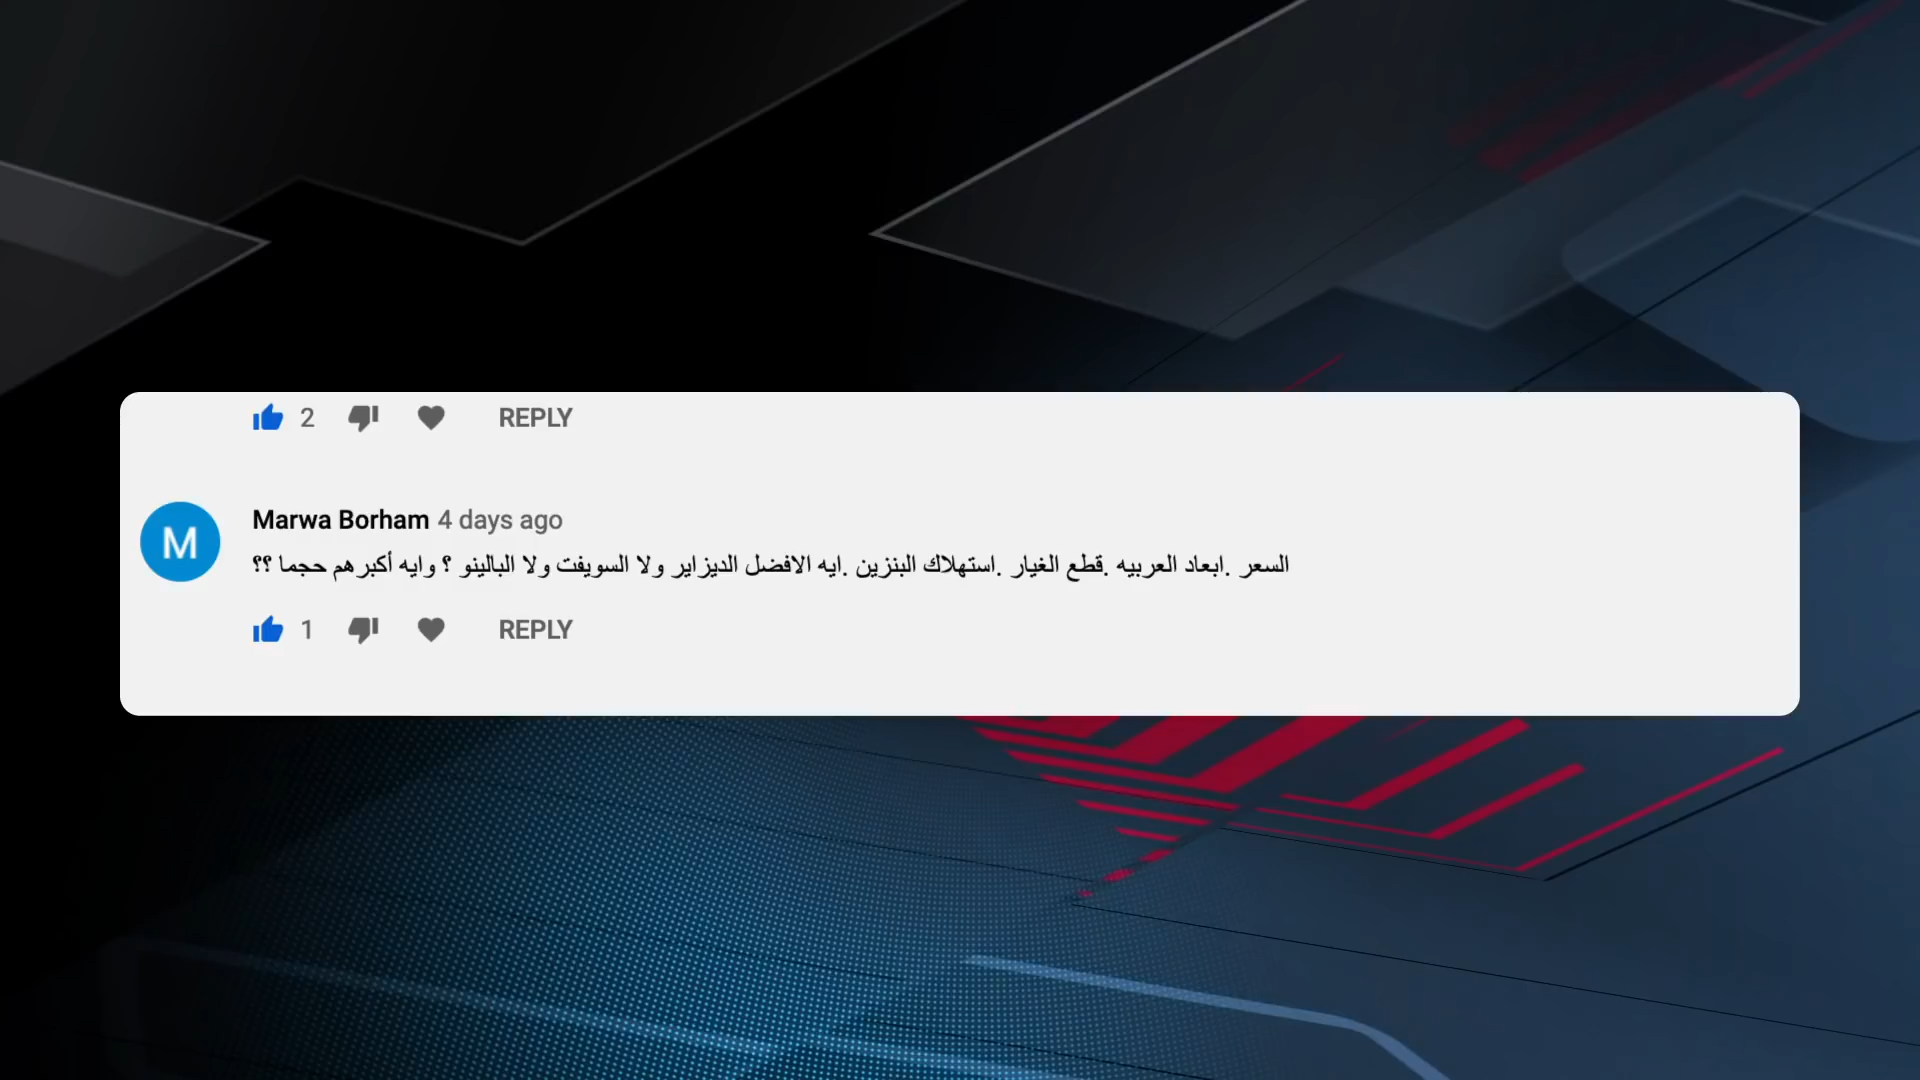 2 REPLY
M
Marwa Borham 4 days ago
السعر .ابعاد العربيه .قطع الغيار .استهلاك البنزين .ايه الافضل الديزاير ولا السويفت ولا البالينو ؟ وايه أكبرهم حجما ؟؟
1 REPLY